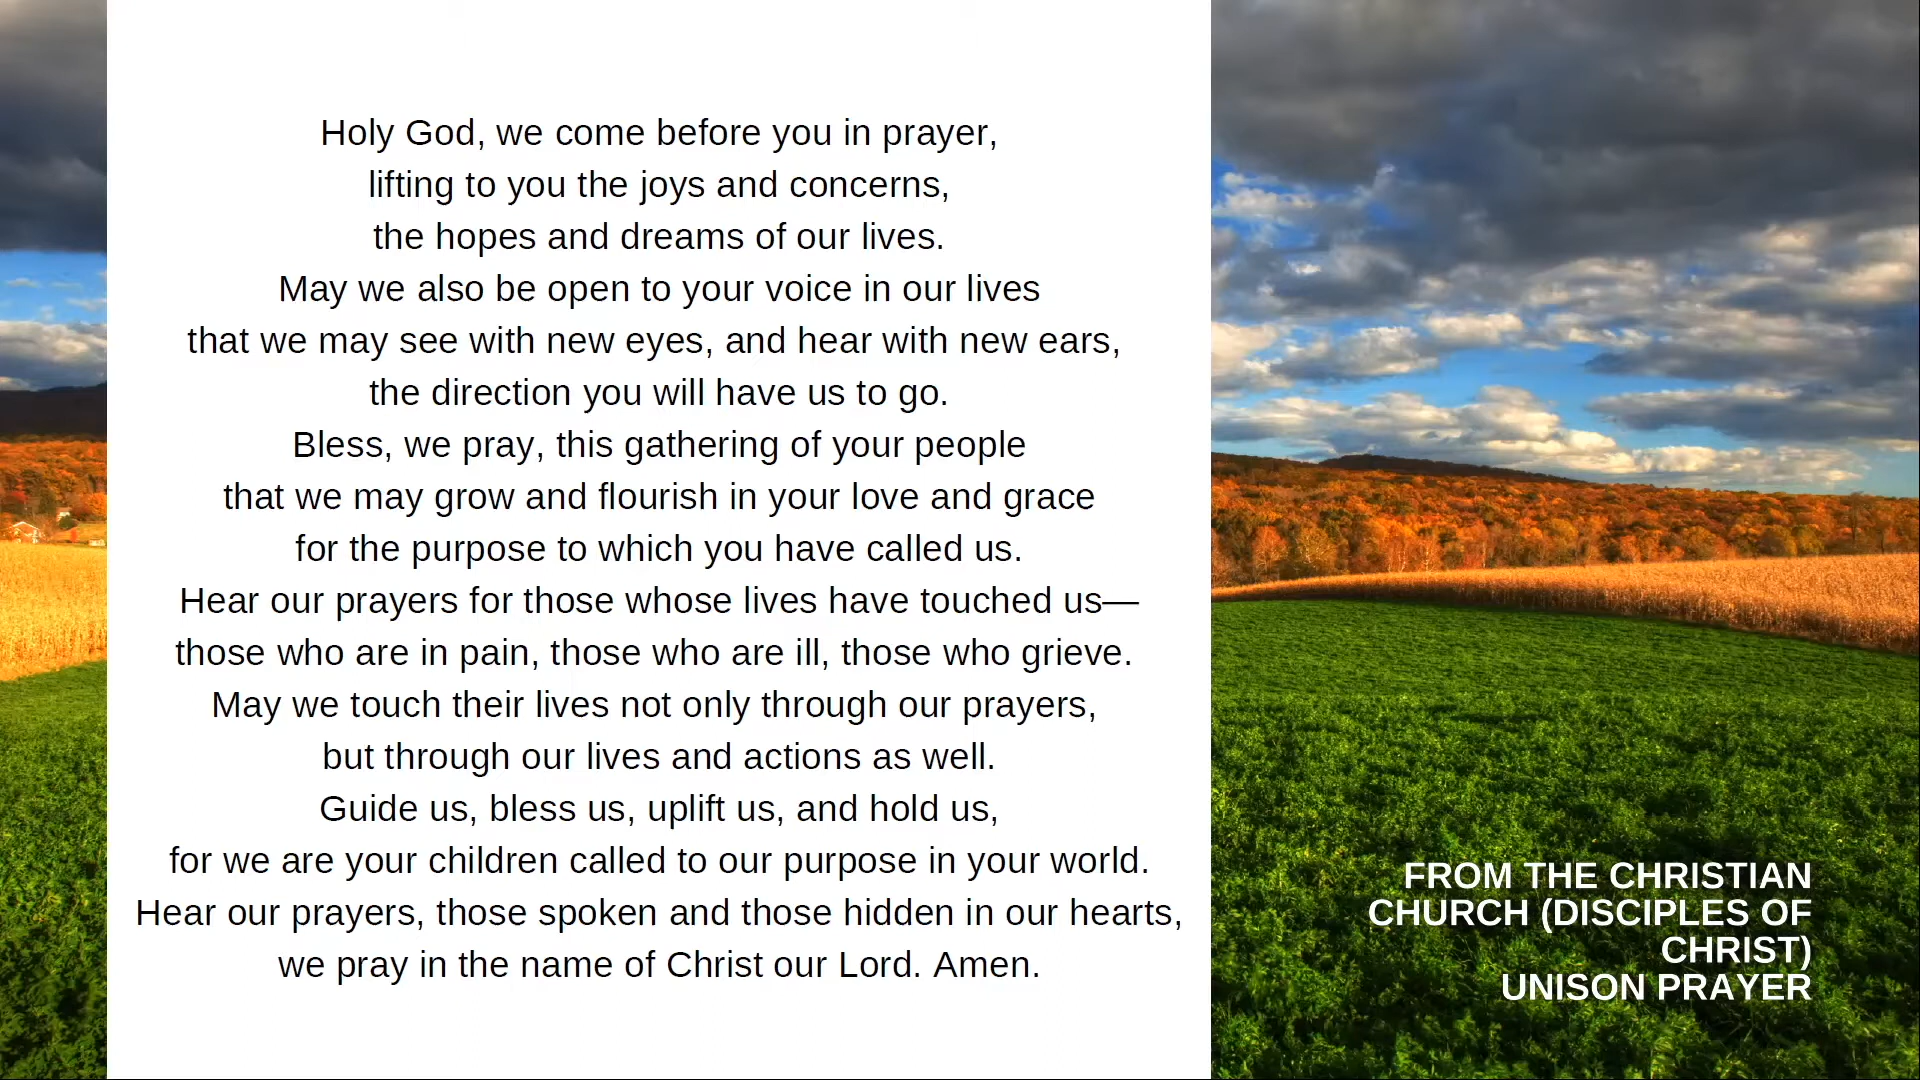 Holy God, we come before you in prayer,
lifting to you the joys and concerns,
the hopes and dreams of our lives.
May we also be open to your voice in our lives
that we may see with new eyes, and hear with new ears,
the direction you will have us to go.
Bless, we pray, this gathering of your people
that we may grow and flourish in your love and grace
for the purpose to which you have called us.
Hear our prayers for those whose lives have touched us—
those who are in pain, those who are ill, those who grieve.
May we touch their lives not only through our prayers,
but through our lives and actions as well.
Guide us, bless us, uplift us, and hold us,
for we are your children called to our purpose in your world.
Hear our prayers, those spoken and those hidden in our hearts,
we pray in the name of Christ our Lord. Amen.
FROM THE CHRISTIAN
CHURCH (DISCIPLES OF
CHRIST)
UNISON PRAYER